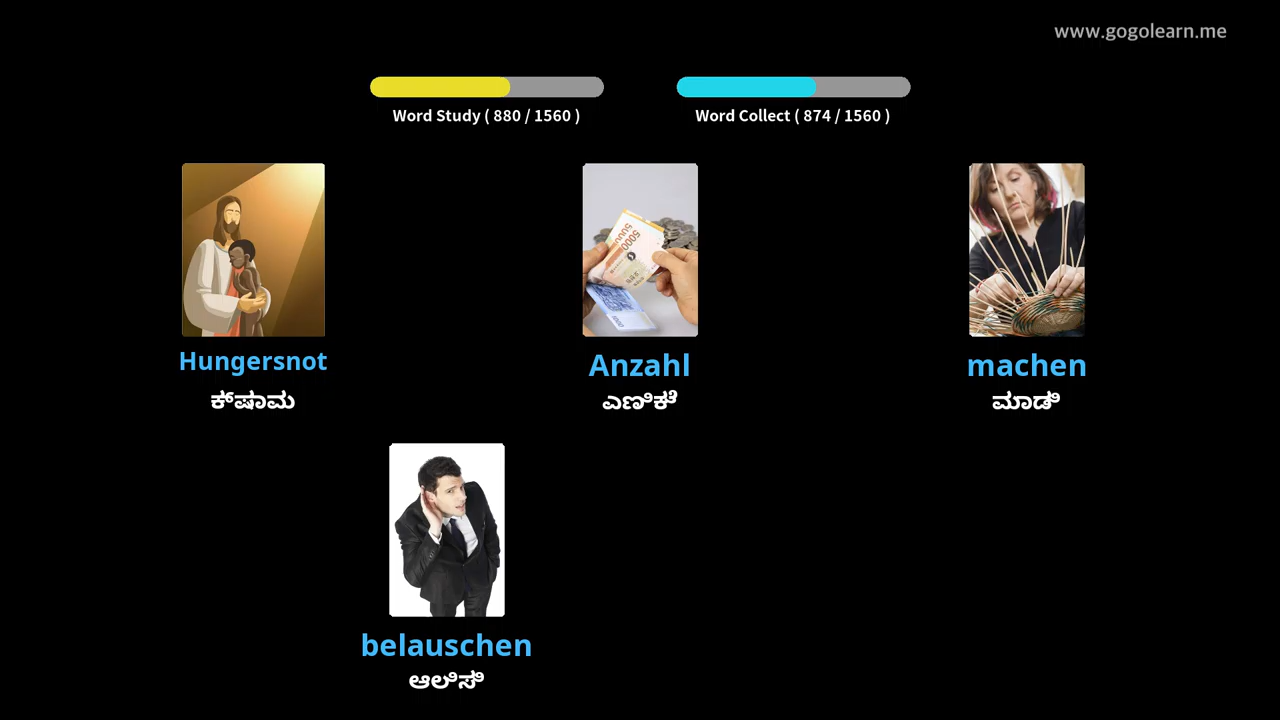 www.gogolearn.me
Word Study ( 880 / 1560 )
Word Collect ( 874 / 1560 )
Hungersnot
ಕ್ಷಾಮ
Anzahl
ಎಣಿಕೆ
machen
ಮಾಡಿ
belauschen
ಆಲಿಸಿ